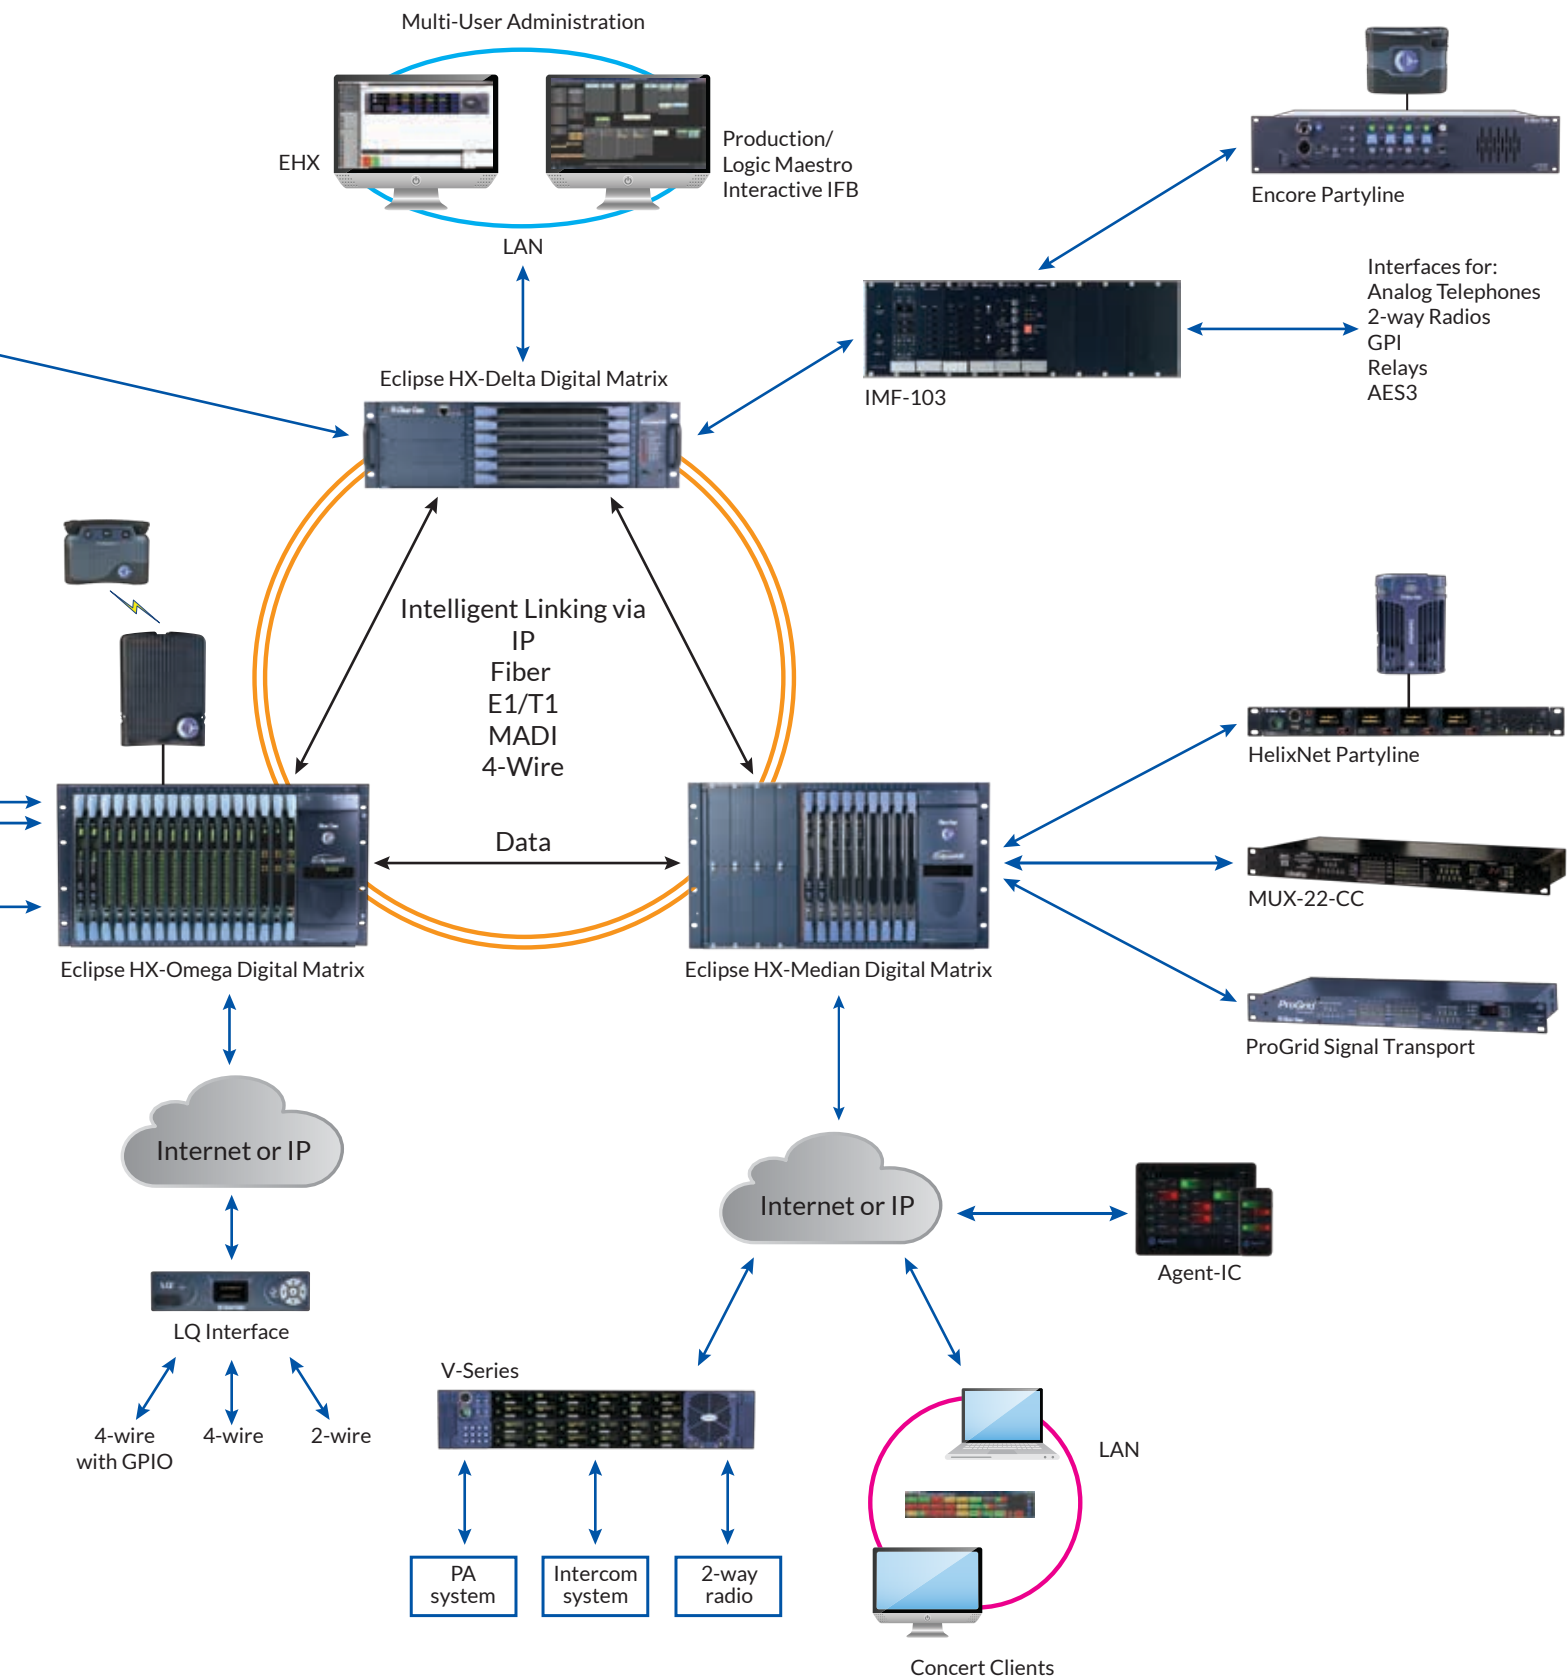 Multi-User Administration
EHX
Production/
Logic Maestro
Interactive IFB
LAN
Encore Partyline
Interfaces for:
Analog Telephones
2-way Radios
GPI
Relays
AES3
IMF-103
Eclipse HX-Delta Digital Matrix
Intelligent Linking via
IP
Fiber
E1/T1
MADI
4-Wire
Data
HelixNet Partyline
MUX-22-CC
ProGrid
ProGrid Signal Transport
Eclipse HX-Omega Digital Matrix
Eclipse HX-Median Digital Matrix
Internet or IP
Internet or IP
Agent-IC
LQ Interface
4-wire
with GPIO
4-wire
2-wire
V-Series
PA
system
Intercom
system
2-way
radio
LAN
Concert Clients